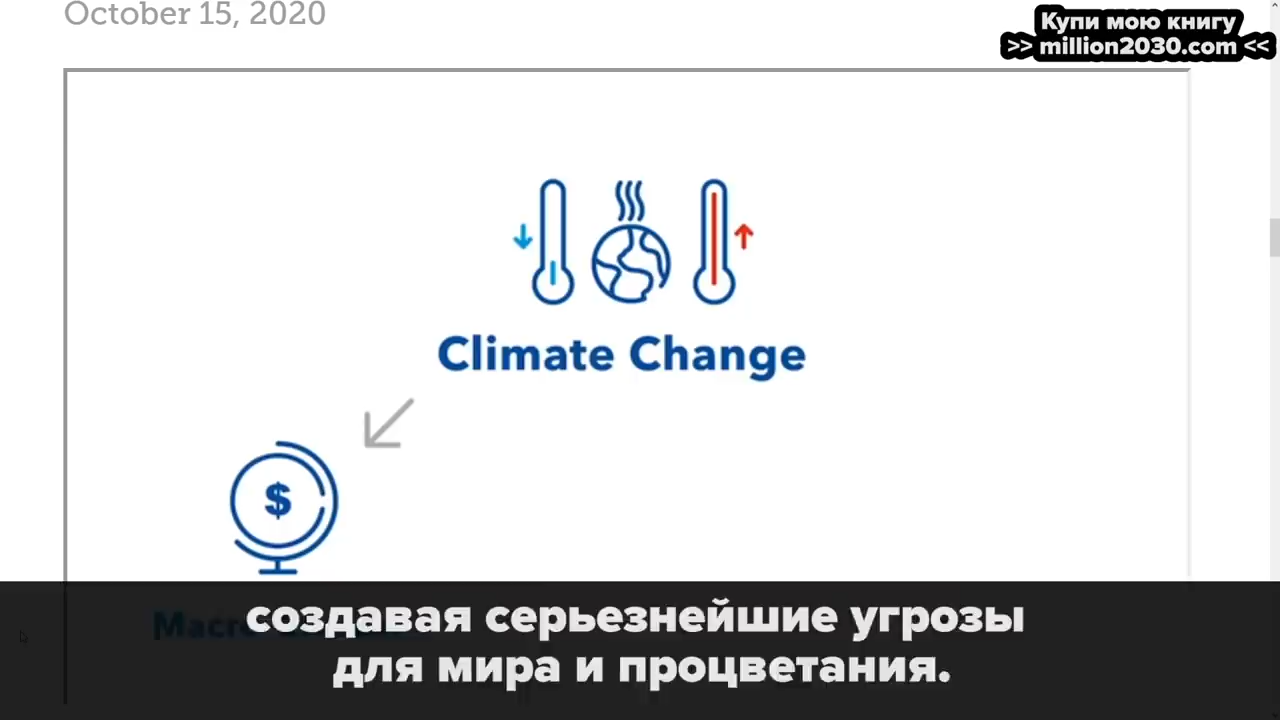 October 15, 2020
Купи мою книгу
>> million2030.com <<
Climate Change
$
создавая серьезнейшие угрозы
для мира и процветания.